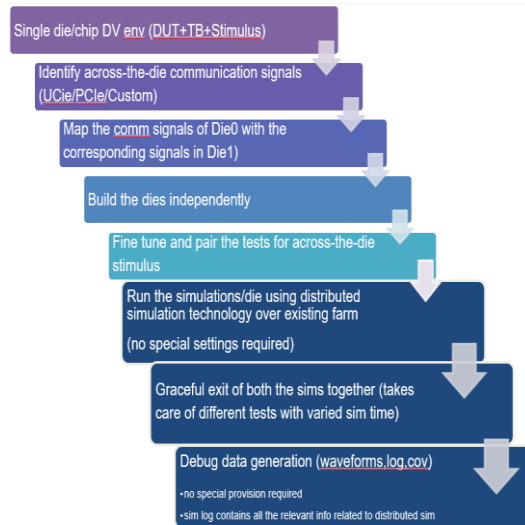 Single die/chip DV env (DUT+TB+Stimulus)
Identify across-the-die communication signals
(UCie/PCIe/Custom)
Map the comm signals of Die0 with the
corresponding signals in Die1)
Build the dies independently
Fine tune and pair the tests for across-the-die
stimulus
Run the simulations/die using distributed
simulation technology over existing farm
(no special settings required)
Graceful exit of both the sims together (takes
care of different tests with varied sim time)
Debug data generation (waveforms,log,cov)
•no special provision required
•sim log contains all the relevant info related to distributed sim